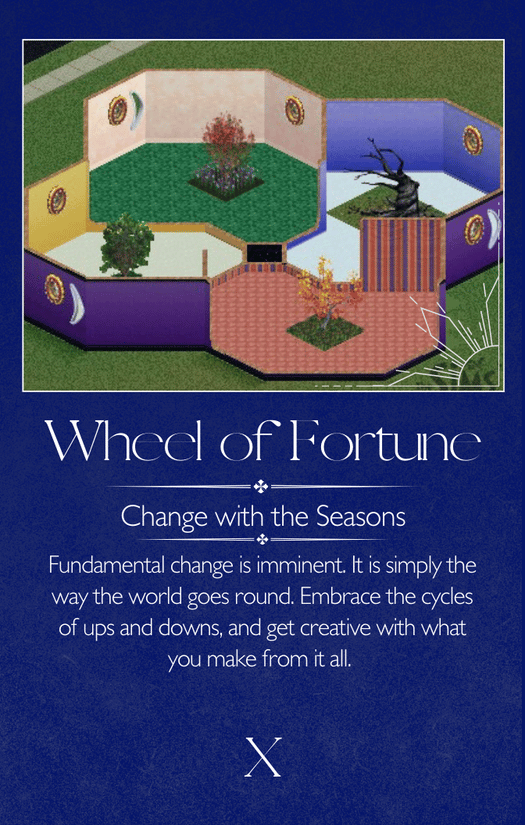 Wheel of Fortune
Change with the Seasons
Fundamental change is imminent. It is simply the
way the world goes round. Embrace the cycles
of ups and downs, and get creative with what
you make from it all.
X